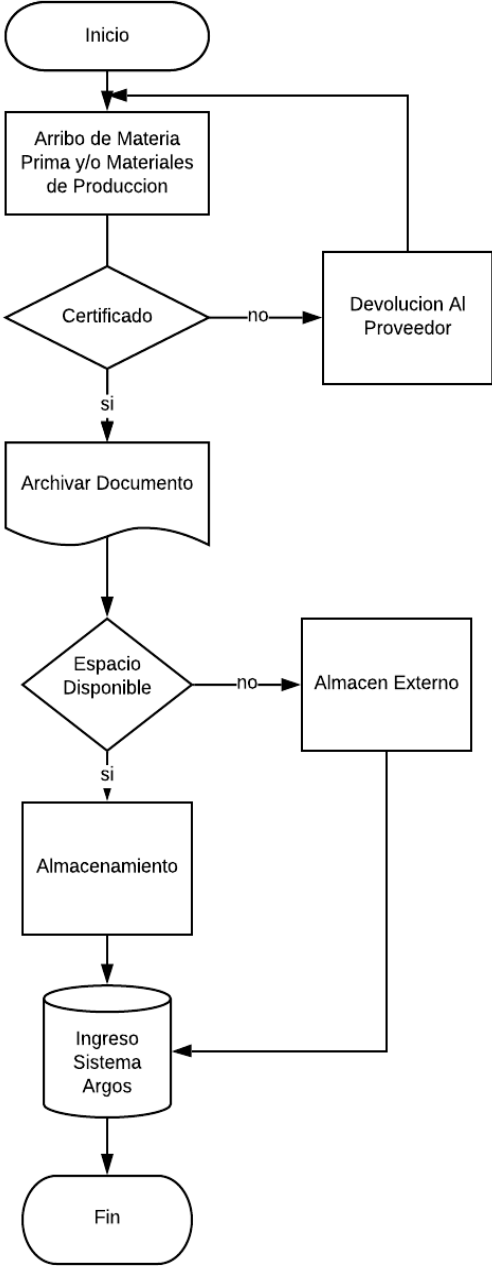 Inicio
Arribo de Materia
Prima y/o Materiales
de Produccion
Certificado
no
Devolucion Al
Proveedor
si
Archivar Documento
Espacio
Disponible
no
Almacen Externo
si
Almacenamiento
Ingreso
Sistema
Argos
Fin